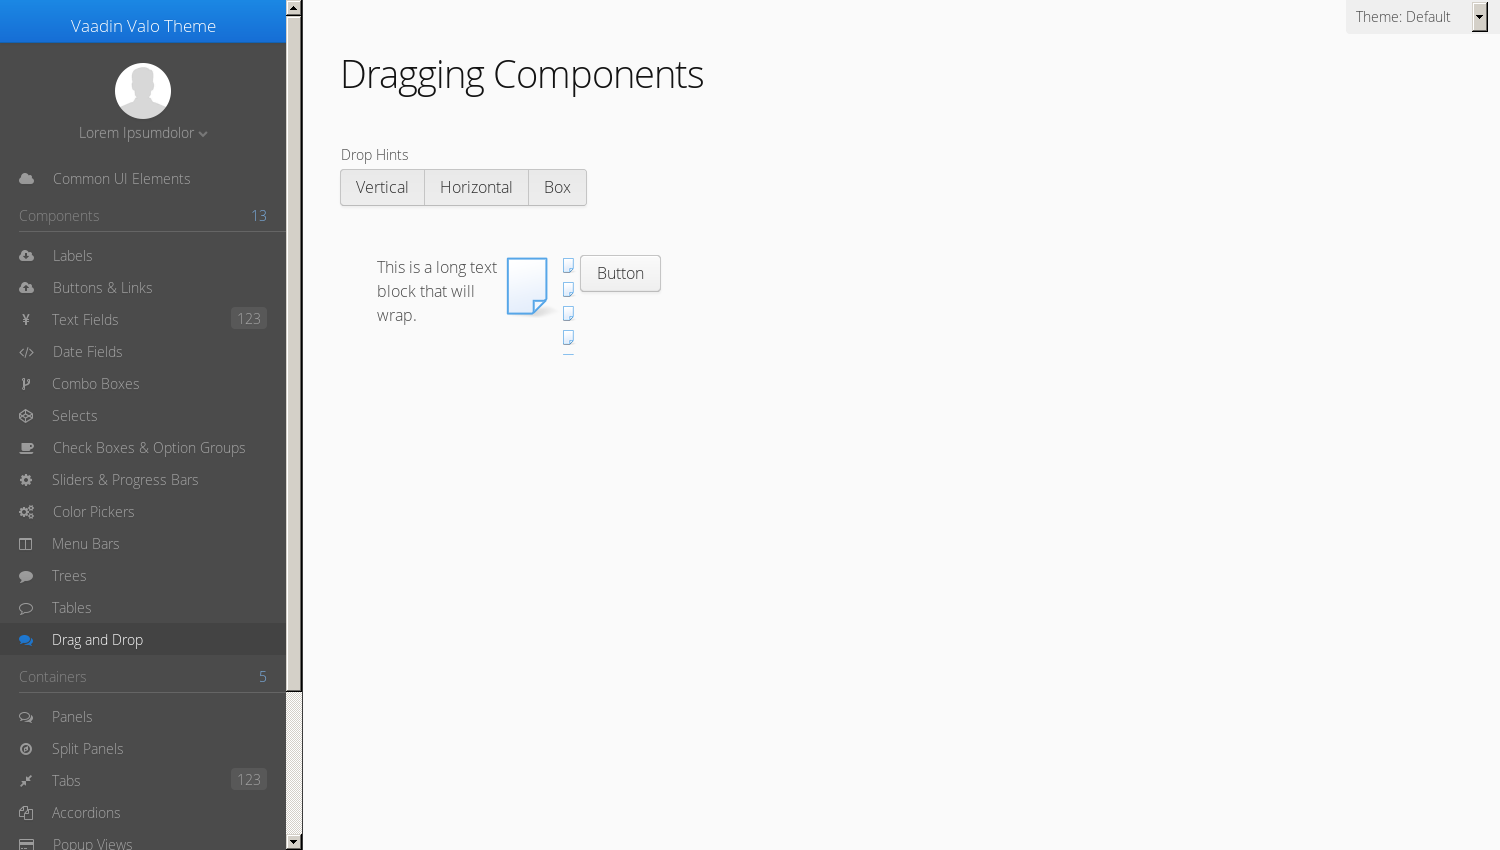 Vaadin Valo Theme
Lorem Ipsumdolor
Common UI Elements
Components 13
Labels
Buttons & Links
Text Fields 123
Date Fields
Combo Boxes
Selects
Check Boxes & Option Groups
Sliders & Progress Bars
Color Pickers
Menu Bars
Trees
Tables
Drag and Drop
Containers 5
Panels
Split Panels
Tabs 123
Accordions
Popup Views
Theme: Default
Dragging Components
Drop Hints
Vertical Horizontal Box
This is a long text
block that will
wrap.
Button